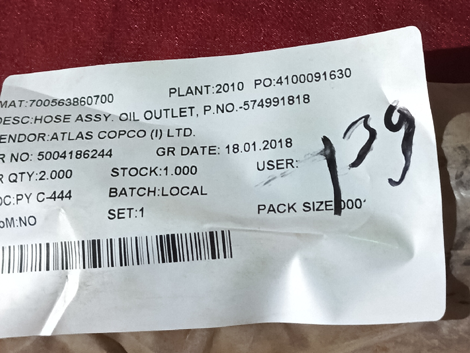 MAT:700563860700 PLANT:2010 PO:4100091630
DESC:HOSE ASSY. OIL OUTLET, P.NO.-574991818
ENDOR:ATLAS COPCO (I) LTD.
R NO: 5004186244 GR DATE: 18.01.2018
R QTY:2.000 STOCK:1.000 USER:
OC:PY C-444 BATCH:LOCAL
oM:NO SET:1 PACK SIZE:0001
139